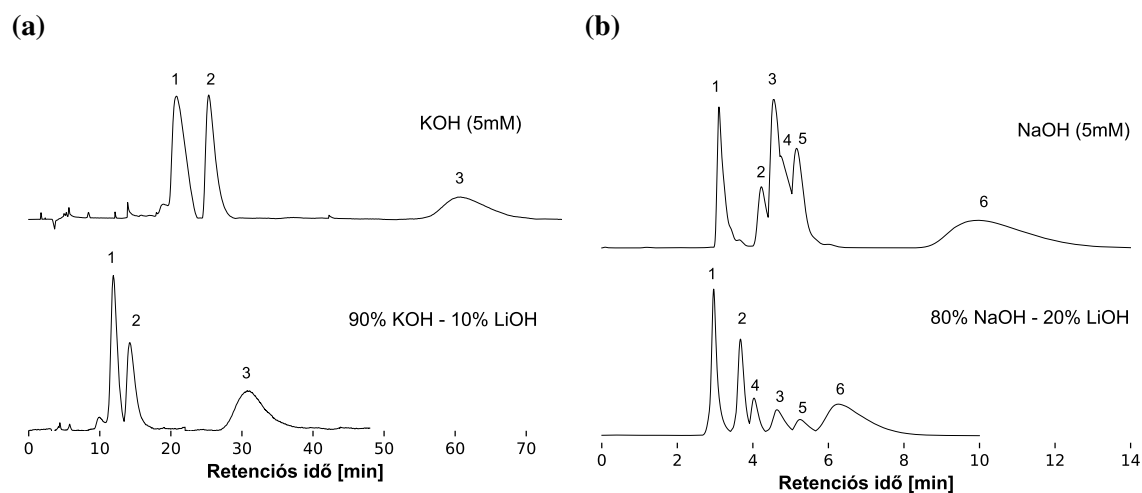 (a)
1 2
KOH (5mM)
3
1
2
90% KOH - 10% LiOH
3
0 10 20 30 40 50 60 70
Retenciós idő [min]
(b)
3
1
NaOH (5mM)
4 5
2
6
1
2
80% NaOH - 20% LiOH
4 3 5 6
0 2 4 6 8 10 12 14
Retenciós idő [min]